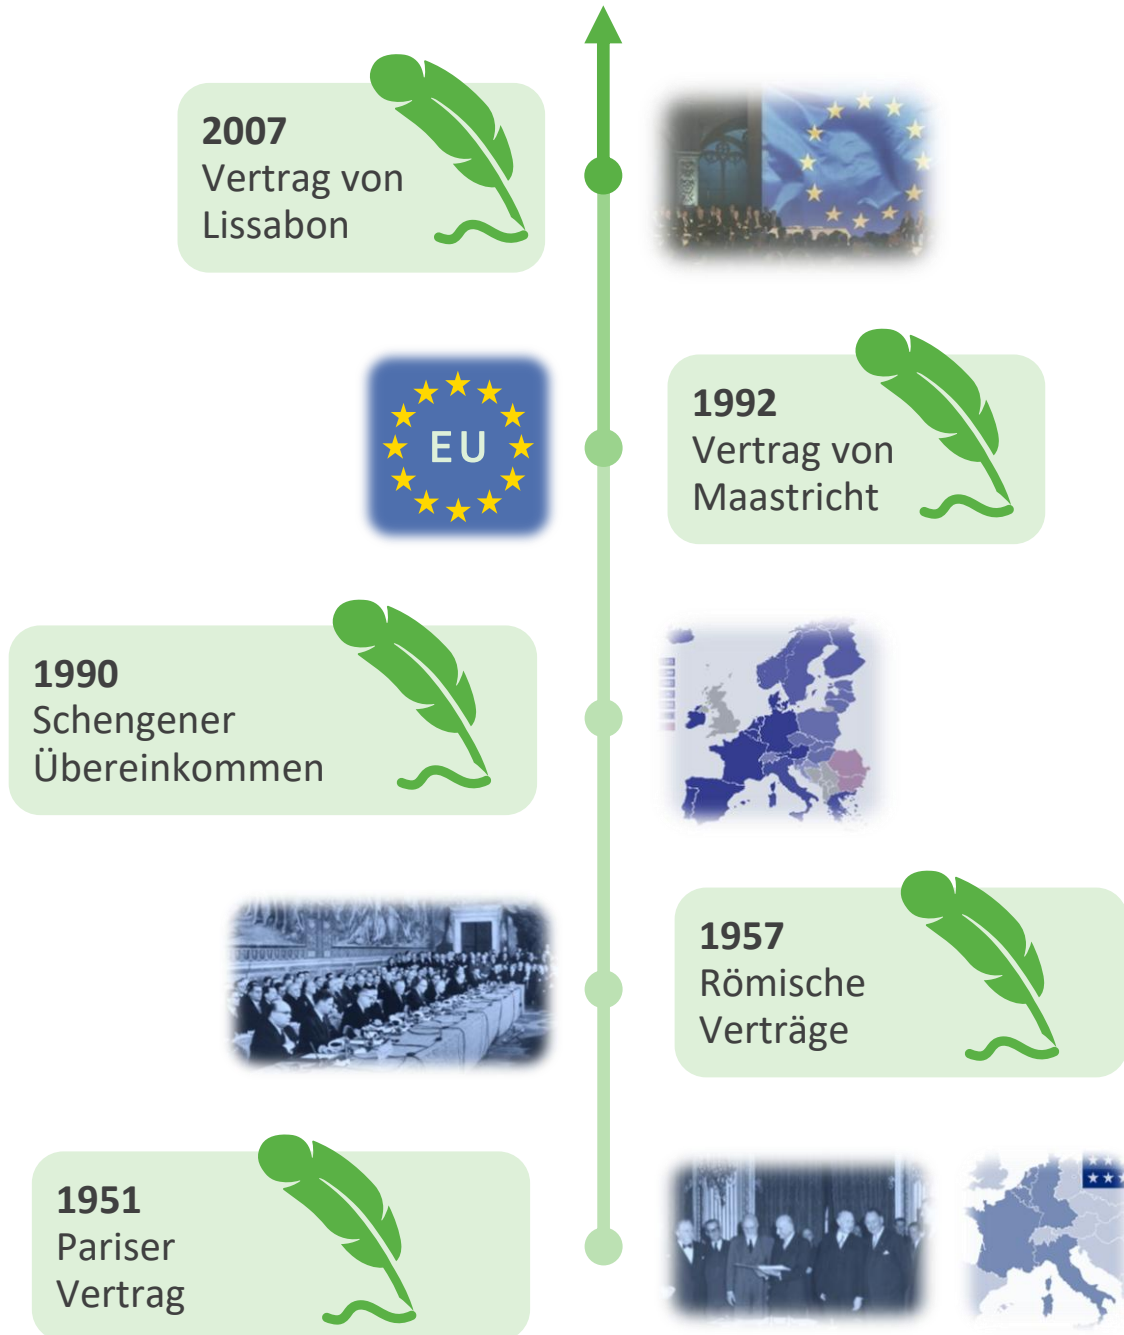 2007
Vertrag von
Lissabon
EU
1992
Vertrag von
Maastricht
1990
Schengener
Übereinkommen
1957
Römische
Verträge
1951
Pariser
Vertrag